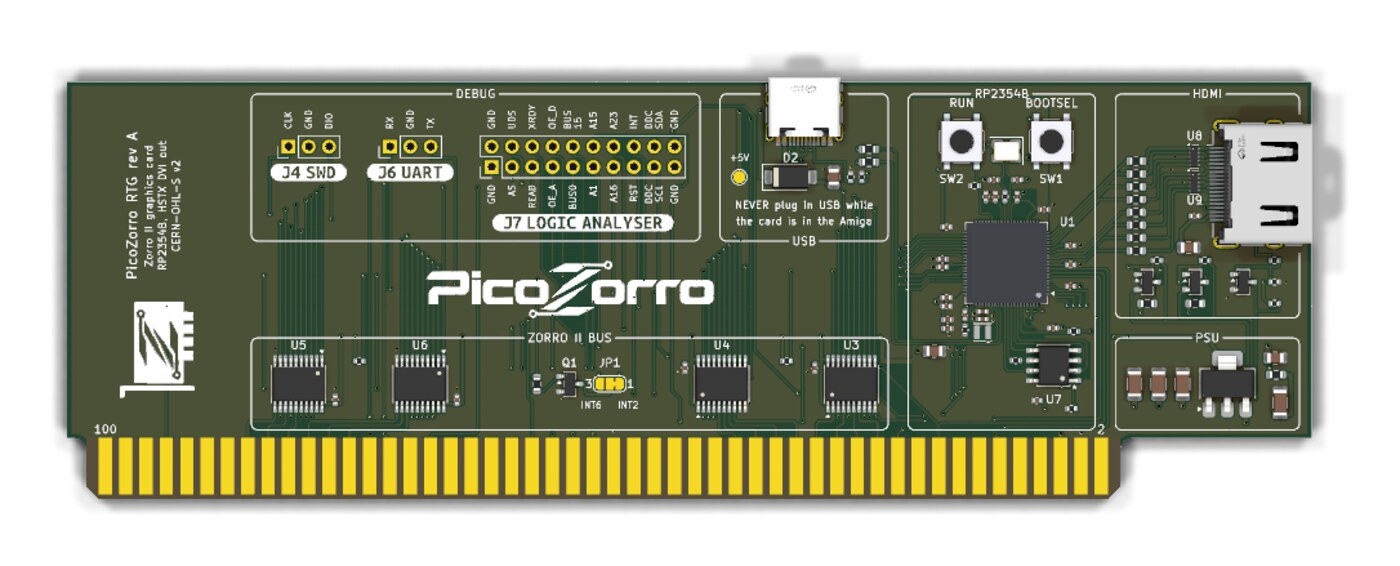 PicoZorro RTG rev A
Zorro II graphics card
RP2354B, HSTX DVI out
CERN-OHL-S v2
DEBUG
CLK GND DIO
J4 SWD
RX GND TX
J6 UART
GND UDS XRDY OE_D BUS 15 A15 A23 INT DDC SDA GND
GND AS READ OE_A BUS0 A1 A16 RST DDC SCL GND
J7 LOGIC ANALYSER
+5V
D2
NEVER plug in USB while
the card is in the Amiga
USB
RP2354B
RUN BOOTSEL
SW2 SW1
U1
U7
HDMI
U8
U9
PicoZorro
ZORRO II BUS
U5 U6 Q1 JP1 U4 U3
3 1
INT6 INT2
PSU
100 2